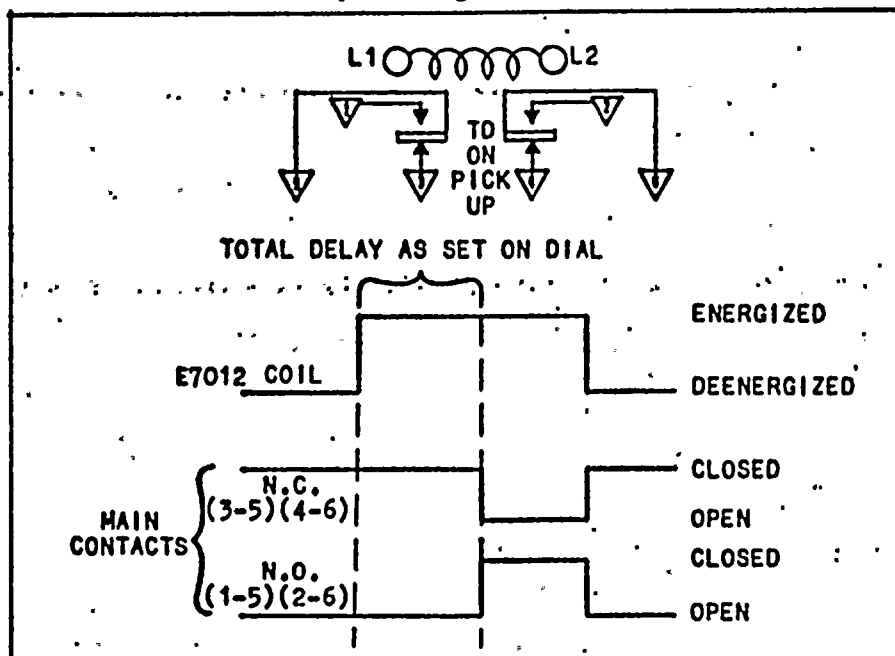 L1
L2
TD
ON
PICK
UP
TOTAL DELAY AS SET ON DIAL
ENERGIZED
E7012 COIL
DEENERGIZED
MAIN
CONTACTS
N.C.
(3-5)(4-6)
CLOSED
OPEN
N.O.
(1-5)(2-6)
CLOSED
OPEN